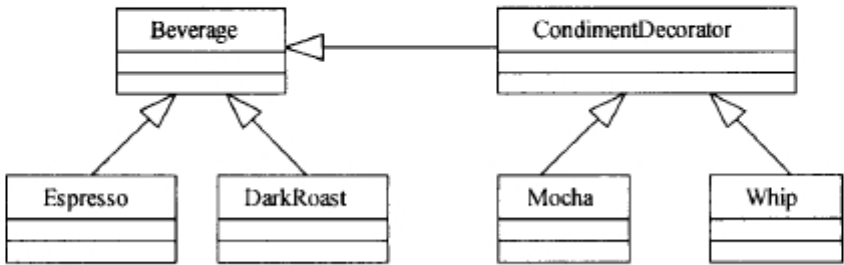 Beverage
CondimentDecorator
Espresso
DarkRoast
Mocha
Whip